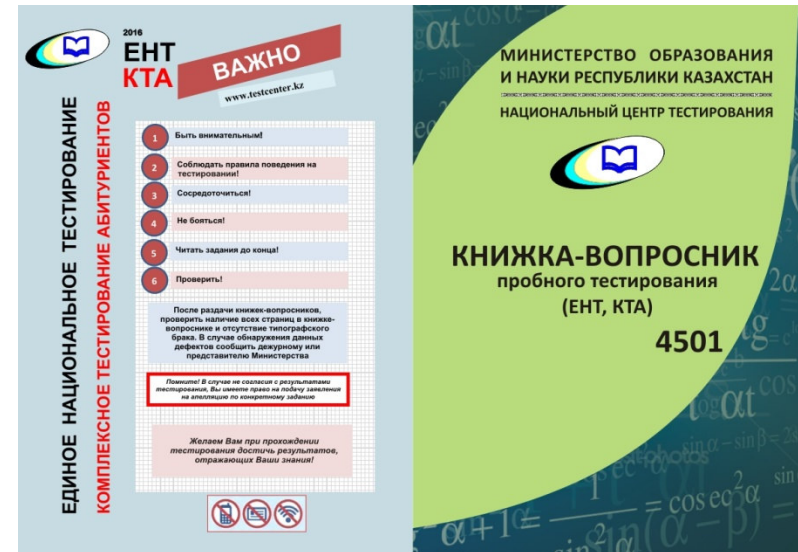 2016
ЕНТ
КТА
ВАЖНО
www.testcenter.kz
ЕДИНОЕ НАЦИОНАЛЬНОЕ ТЕСТИРОВАНИЕ
КОМПЛЕКСНОЕ ТЕСТИРОВАНИЕ АБИТУРИЕНТОВ
1 Быть внимательным!
2 Соблюдать правила поведения на
тестировании!
3 Сосредоточиться!
4 Не бояться!
5 Читать задания до конца!
6 Проверить!
После раздачи книжек-вопросников,
проверить наличие всех страниц в книжке-
вопроснике и отсутствие типографского
брака. В случае обнаружения данных
дефектов сообщить дежурному или
представителю Министерства
Помните! В случае не согласия с результатами
тестирования, Вы имеете право на подачу заявления
на апелляцию по конкретному заданию
Желаем Вам при прохождении
тестирования достичь результатов,
отражающих Ваши знания!
МИНИСТЕРСТВО ОБРАЗОВАНИЯ
И НАУКИ РЕСПУБЛИКИ КАЗАХСТАН
НАЦИОНАЛЬНЫЙ ЦЕНТР ТЕСТИРОВАНИЯ
КНИЖКА-ВОПРОСНИК
пробного тестирования
(ЕНТ, КТА)
4501